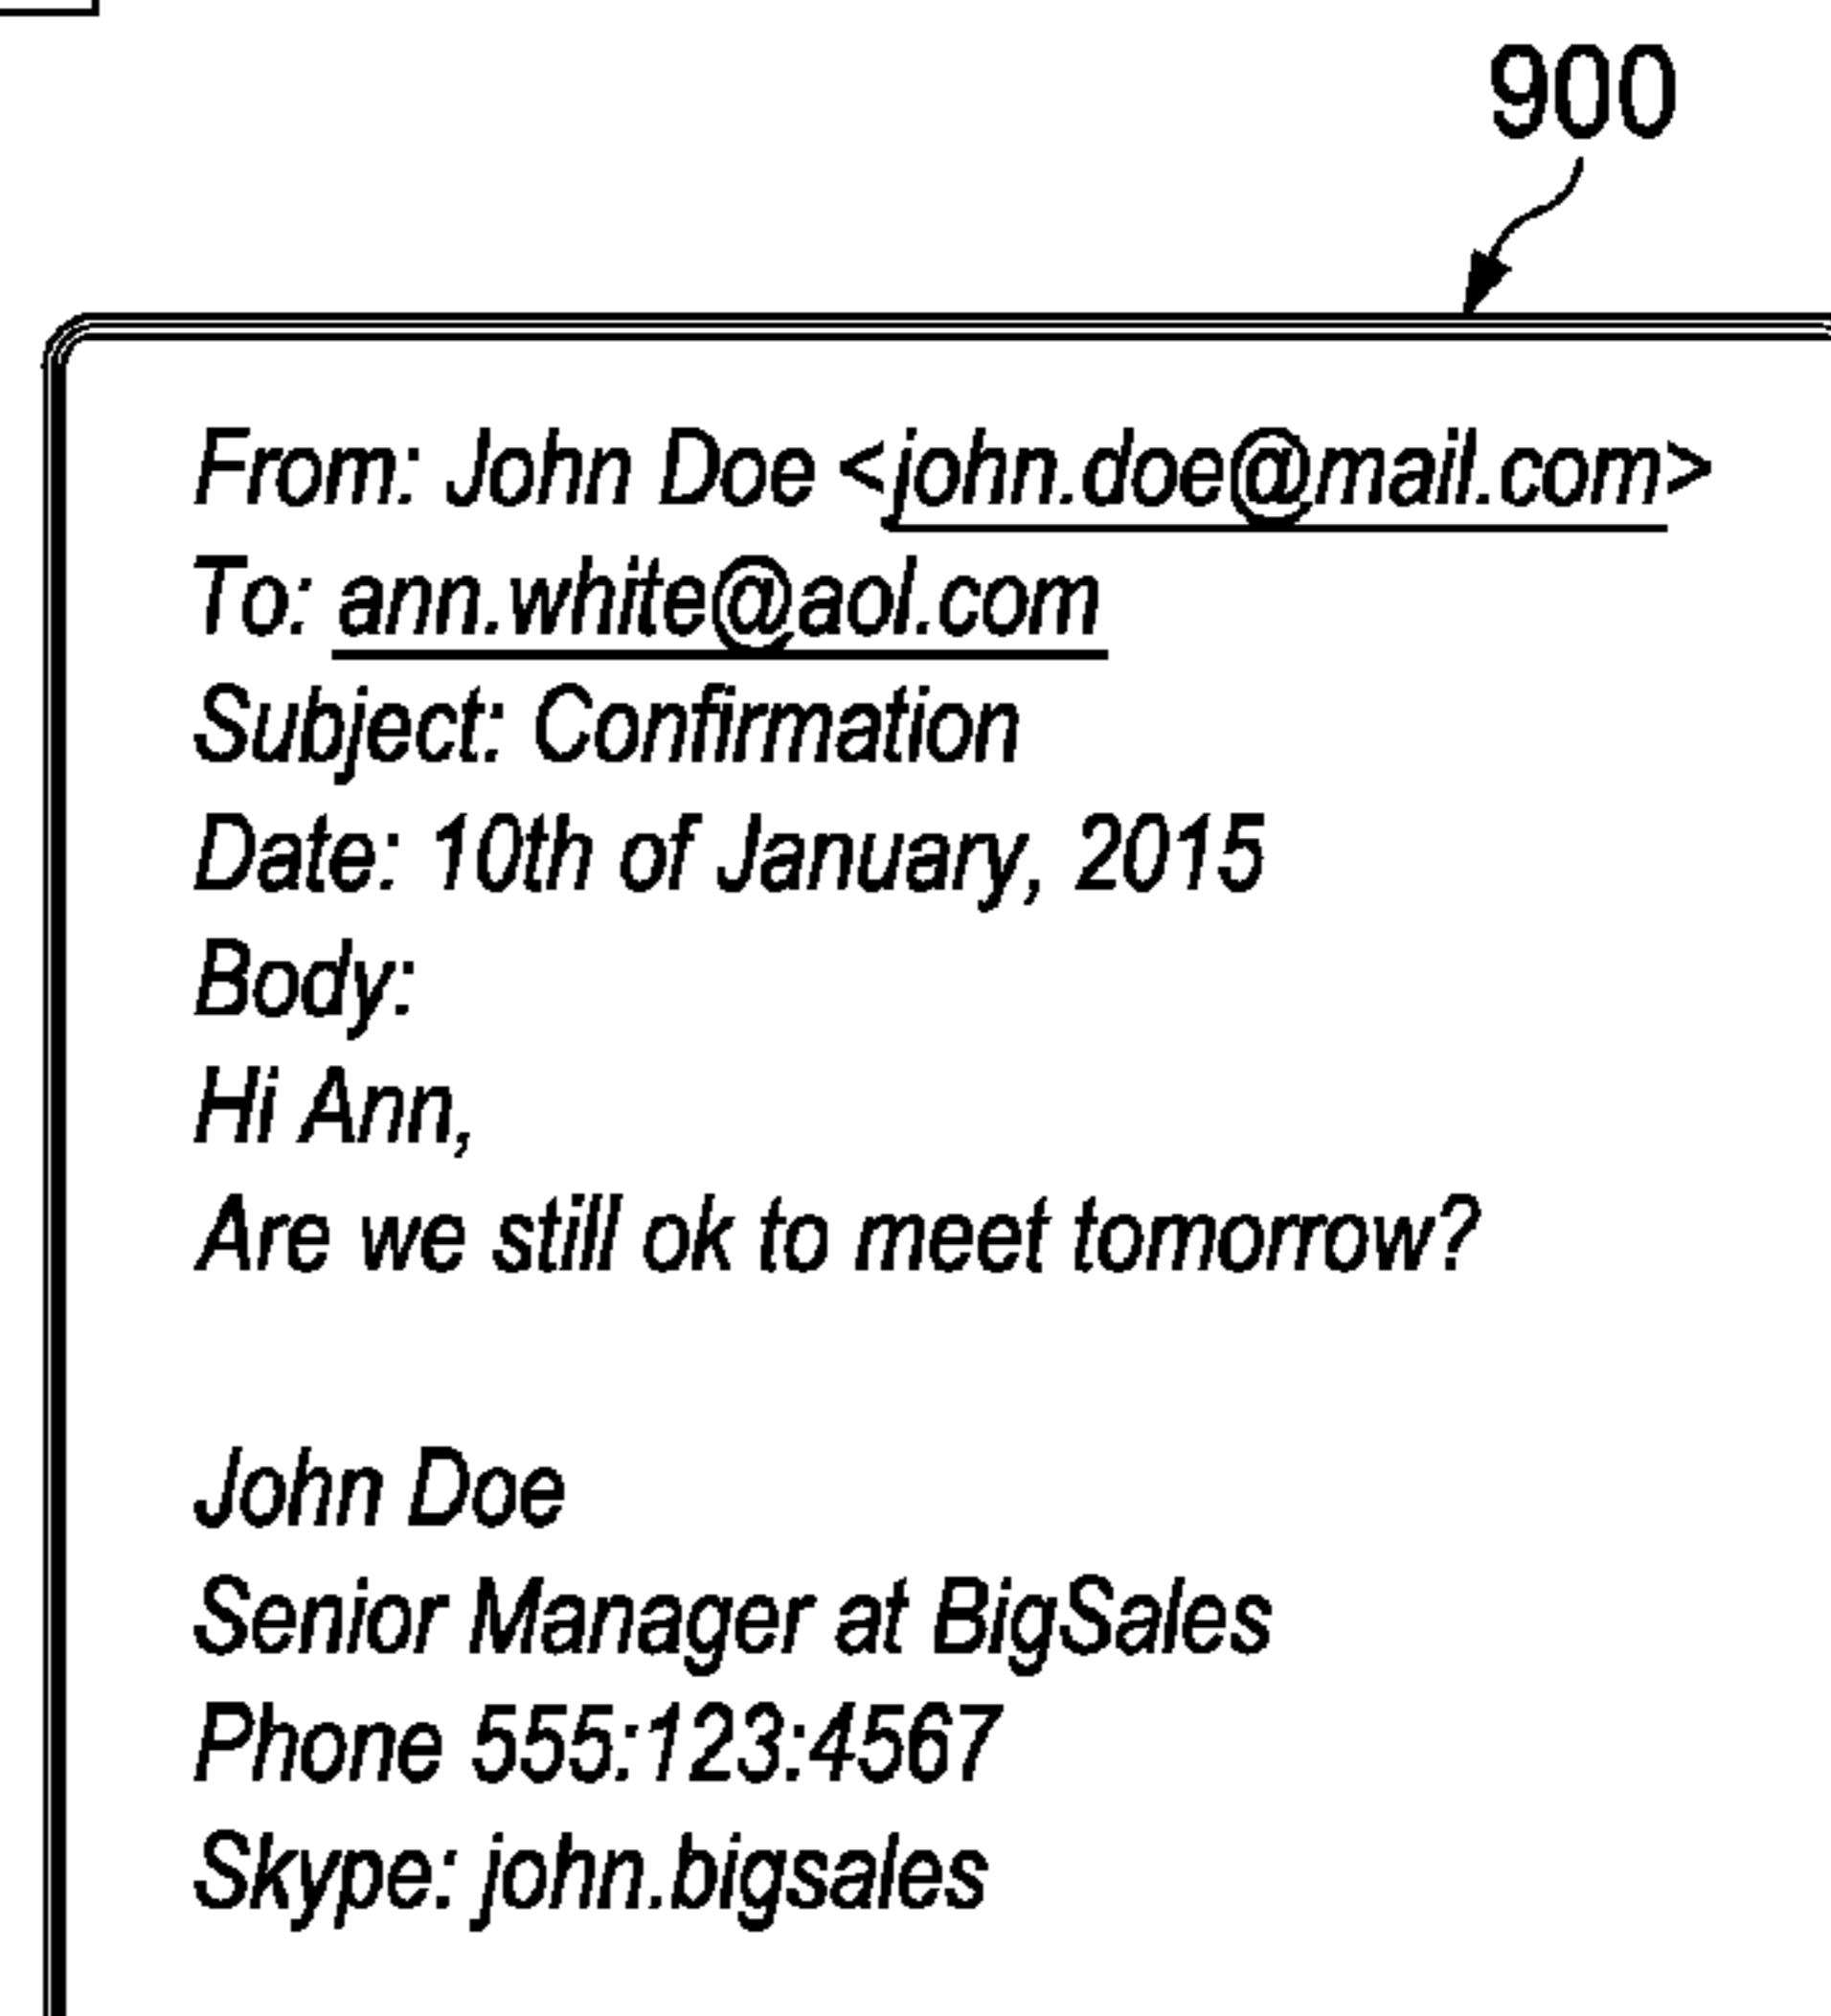 900
From: John Doe <john.doe@mail.com>
To: ann.white@aol.com
Subject: Confirmation
Date: 10th of January, 2015
Body:
Hi Ann,
Are we still ok to meet tomorrow?
John Doe
Senior Manager at BigSales
Phone 555:123:4567
Skype: john.bigsales